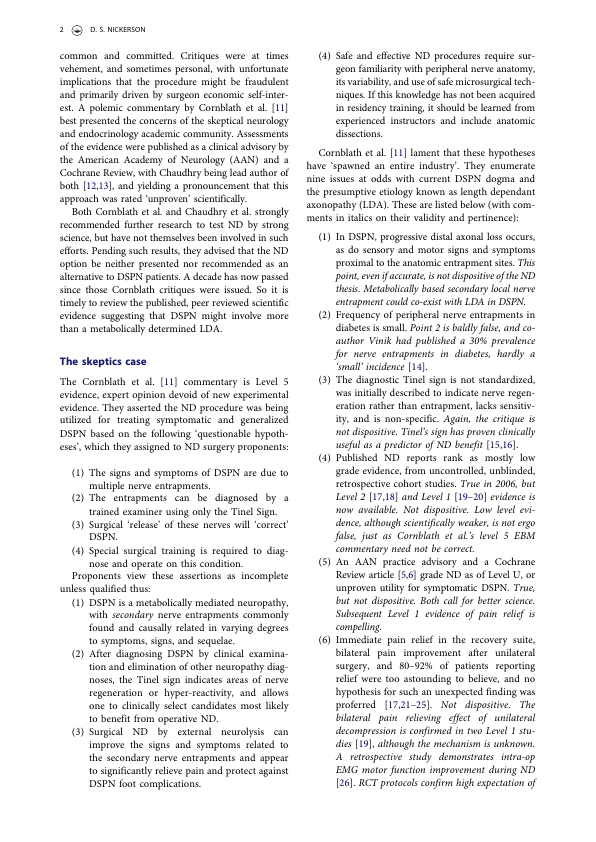 2 D. S. NICKERSON
common and committed. Critiques were at times
vehement, and sometimes personal, with unfortunate
implications that the procedure might be fraudulent
and primarily driven by surgeon economic self-inter-
est. A polemic commentary by Cornblath et al. [11]
best presented the concerns of the skeptical neurology
and endocrinology academic community. Assessments
of the evidence were published as a clinical advisory by
the American Academy of Neurology (AAN) and a
Cochrane Review, with Chaudhry being lead author of
both [12,13], and yielding a pronouncement that this
approach was rated 'unproven' scientifically.
Both Cornblath et al. and Chaudhry et al. strongly
recommended further research to test ND by strong
science, but have not themselves been involved in such
efforts. Pending such results, they advised that the ND
option be neither presented nor recommended as an
alternative to DSPN patients. A decade has now passed
since those Cornblath critiques were issued. So it is
timely to review the published, peer reviewed scientific
evidence suggesting that DSPN might involve more
than a metabolically determined LDA.
The skeptics case
The Cornblath et al. [11] commentary is Level 5
evidence, expert opinion devoid of new experimental
evidence. They asserted the ND procedure was being
utilized for treating symptomatic and generalized
DSPN based on the following 'questionable hypoth-
eses', which they assigned to ND surgery proponents:
(1) The signs and symptoms of DSPN are due to
multiple nerve entrapments.
(2) The entrapments can be diagnosed by a
trained examiner using only the Tinel Sign.
(3) Surgical 'release' of these nerves will 'correct'
DSPN.
(4) Special surgical training is required to diag-
nose and operate on this condition.
Proponents view these assertions as incomplete
unless qualified thus:
(1) DSPN is a metabolically mediated neuropathy,
with secondary nerve entrapments commonly
found and causally related in varying degrees
to symptoms, signs, and sequelae.
(2) After diagnosing DSPN by clinical examina-
tion and elimination of other neuropathy diag-
noses, the Tinel sign indicates areas of nerve
regeneration or hyper-reactivity, and allows
one to clinically select candidates most likely
to benefit from operative ND.
(3) Surgical ND by external neurolysis can
improve the signs and symptoms related to
the secondary nerve entrapments and appear
to significantly relieve pain and protect against
DSPN foot complications.
(4) Safe and effective ND procedures require sur-
geon familiarity with peripheral nerve anatomy,
its variability, and use of safe microsurgical tech-
niques. If this knowledge has not been acquired
in residency training, it should be learned from
experienced instructors and include anatomic
dissections.
Cornblath et al. [11] lament that these hypotheses
have 'spawned an entire industry'. They enumerate
nine issues at odds with current DSPN dogma and
the presumptive etiology known as length dependant
axonopathy (LDA). These are listed below (with com-
ments in italics on their validity and pertinence):
(1) In DSPN, progressive distal axonal loss occurs,
as do sensory and motor signs and symptoms
proximal to the anatomic entrapment sites. This
point, even if accurate, is not dispositive of the ND
thesis. Metabolically based secondary local nerve
entrapment could co-exist with LDA in DSPN.
(2) Frequency of peripheral nerve entrapments in
diabetes is small. Point 2 is baldly false, and co-
author Vinik had published a 30% prevalence
for nerve entrapments in diabetes, hardly a
'small' incidence [14].
(3) The diagnostic Tinel sign is not standardized,
was initially described to indicate nerve regen-
eration rather than entrapment, lacks sensitiv-
ity, and is non-specific. Again, the critique is
not dispositive. Tinel's sign has proven clinically
useful as a predictor of ND benefit [15,16].
(4) Published ND reports rank as mostly low
grade evidence, from uncontrolled, unblinded,
retrospective cohort studies. True in 2006, but
Level 2 [17,18] and Level 1 [19–20] evidence is
now available. Not dispositive. Low level evi-
dence, although scientifically weaker, is not ergo
false, just as Cornblath et al.'s level 5 EBM
commentary need not be correct.
(5) An AAN practice advisory and a Cochrane
Review article [5,6] grade ND as of Level U, or
unproven utility for symptomatic DSPN. True,
but not dispositive. Both call for better science.
Subsequent Level 1 evidence of pain relief is
compelling.
(6) Immediate pain relief in the recovery suite,
bilateral pain improvement after unilateral
surgery, and 80–92% of patients reporting
relief were too astounding to believe, and no
hypothesis for such an unexpected finding was
proferred [17,21–25]. Not dispositive. The
bilateral pain relieving effect of unilateral
decompression is confirmed in two Level 1 stu-
dies [19], although the mechanism is unknown.
A retrospective study demonstrates intra-op
EMG motor function improvement during ND
[26]. RCT protocols confirm high expectation of